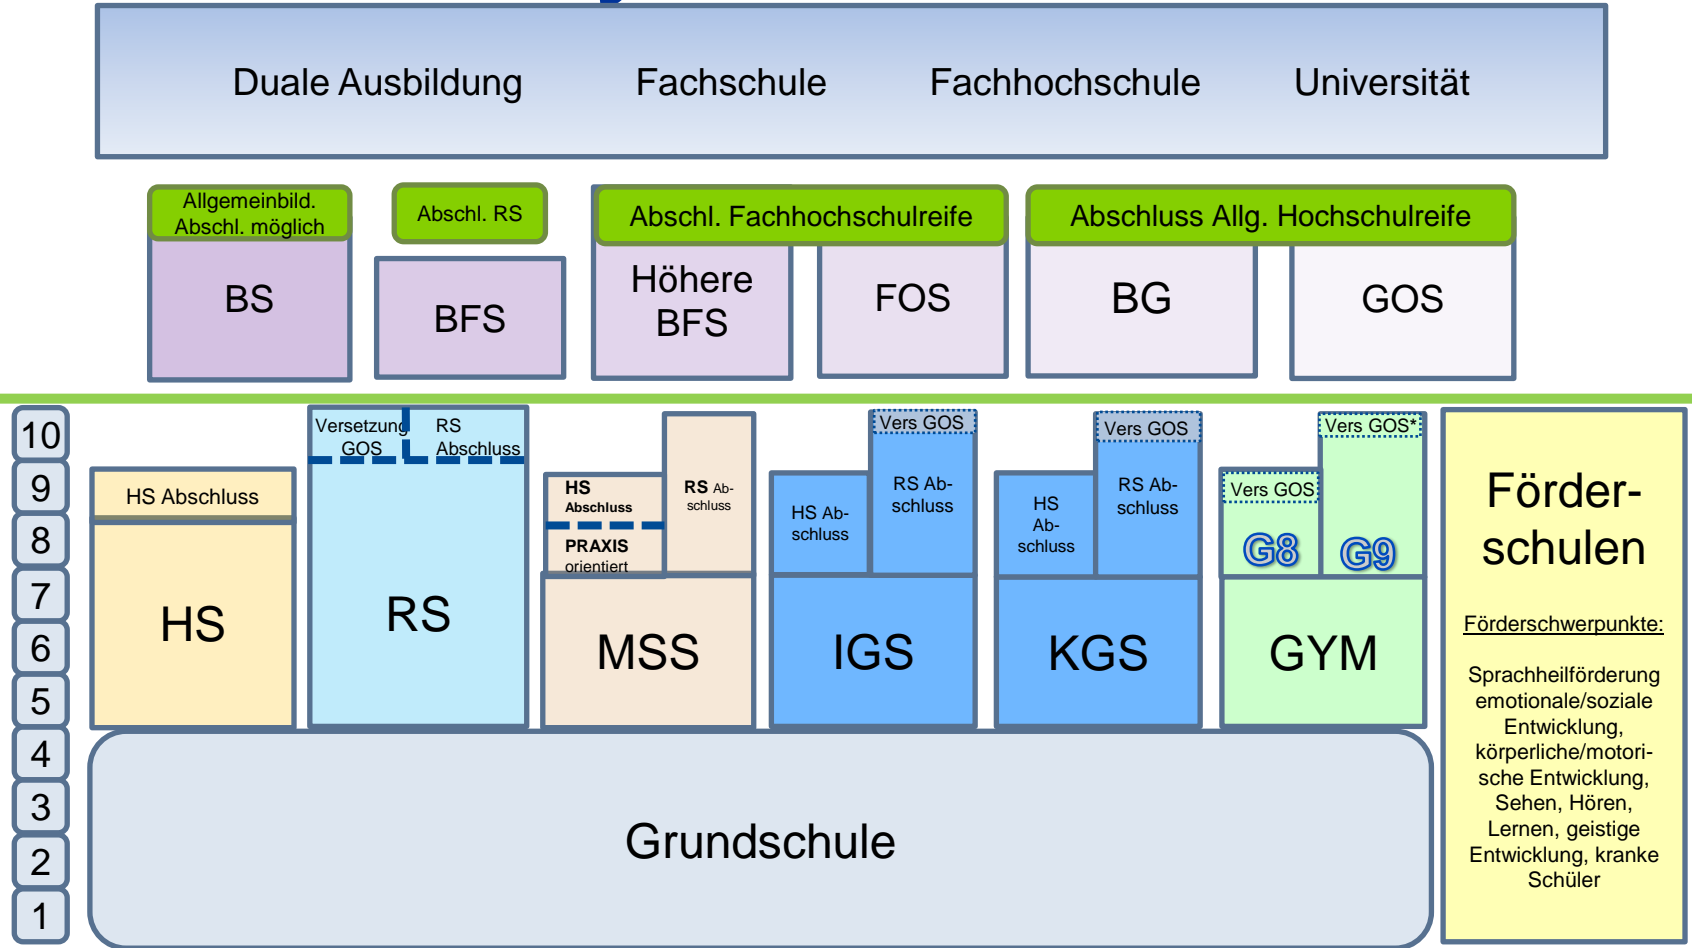 Duale Ausbildung Fachschule Fachhochschule Universität
Allgemeinbild.
Abschl. möglich
Abschl. RS
Abschl. Fachhochschulreife
Abschluss Allg. Hochschulreife
BS
BFS
Höhere
BFS
FOS
BG
GOS
10
9
8
7
6
5
4
3
2
1
HS Abschluss
HS
Versetzung
GOS
RS
Abschluss
RS
HS
Abschluss
PRAXIS
orientiert
RS Ab-
schluss
MSS
HS Ab-
schluss
Vers GOS
RS Ab-
schluss
IGS
HS
Ab-
schluss
Vers GOS
RS Ab-
schluss
KGS
Vers GOS
G8
Vers GOS*
G9
GYM
Förder-
schulen
Förderschwerpunkte:
Sprachheilförderung
emotionale/soziale
Entwicklung,
körperliche/motori-
sche Entwicklung,
Sehen, Hören,
Lernen, geistige
Entwicklung, kranke
Schüler
Grundschule